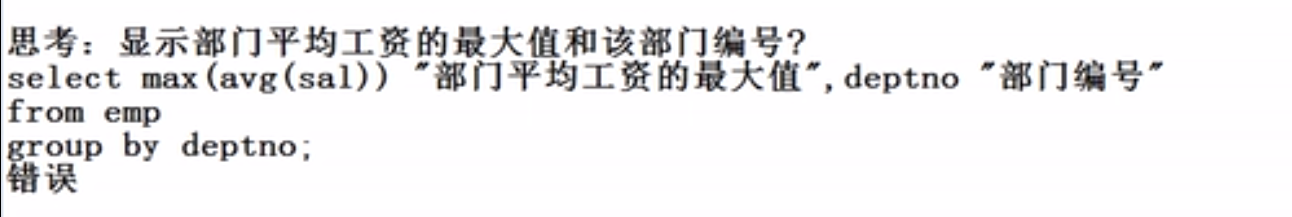 思考：显示部门平均工资的最大值和该部门编号?
select max(avg(sal)) "部门平均工资的最大值",deptno "部门编号"
from emp
group by deptno;
错误